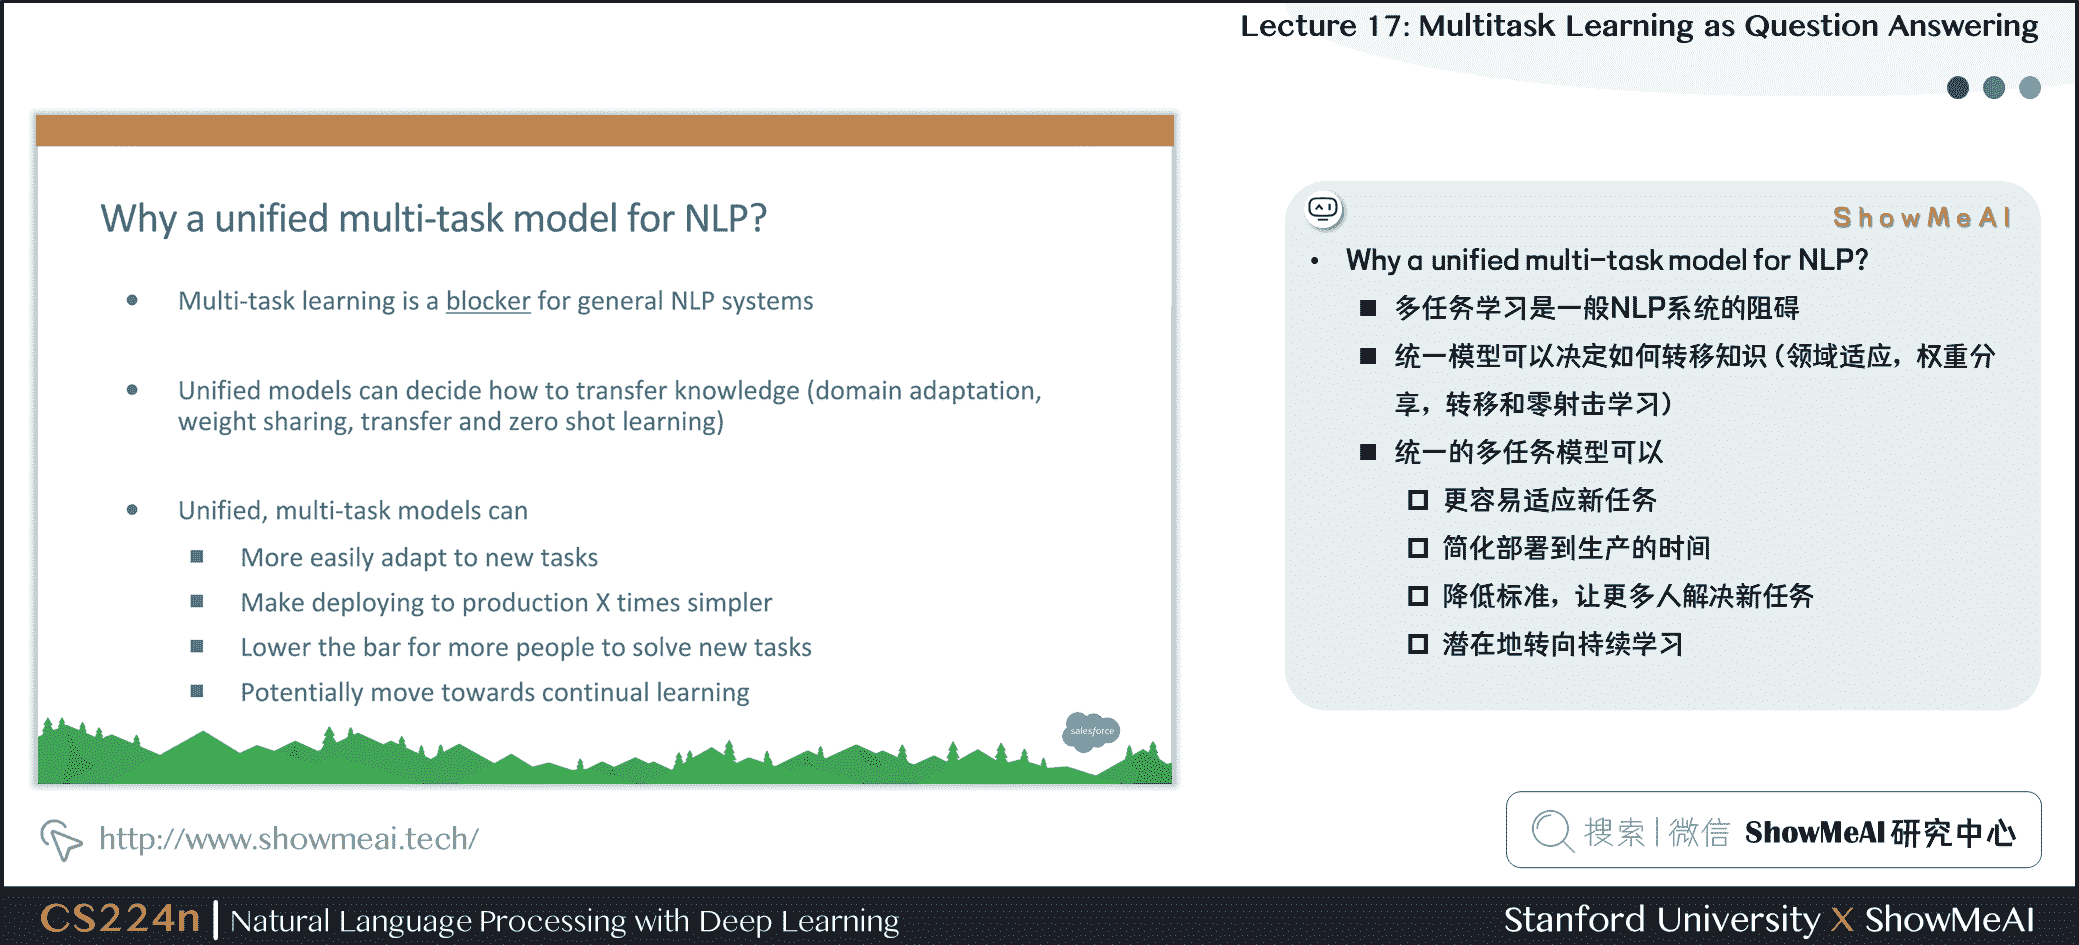 Lecture 17: Multitask Learning as Question Answering
Why a unified multi-task model for NLP?
• Multi-task learning is a blocker for general NLP systems
• Unified models can decide how to transfer knowledge (domain adaptation,
weight sharing, transfer and zero shot learning)
• Unified, multi-task models can
■ More easily adapt to new tasks
■ Make deploying to production X times simpler
■ Lower the bar for more people to solve new tasks
■ Potentially move towards continual learning
salesforce
ShowMeAI
• Why a unified multi-task model for NLP?
■ 多任务学习是一般NLP系统的阻碍
■ 统一模型可以决定如何转移知识（领域适应，权重分
享，转移和零射击学习）
■ 统一的多任务模型可以
□ 更容易适应新任务
□ 简化部署到生产的时间
□ 降低标准，让更多人解决新任务
□ 潜在地转向持续学习
http://www.showmeai.tech/
搜索|微信 ShowMeAI研究中心
CS224n | Natural Language Processing with Deep Learning
Stanford University X ShowMeAI